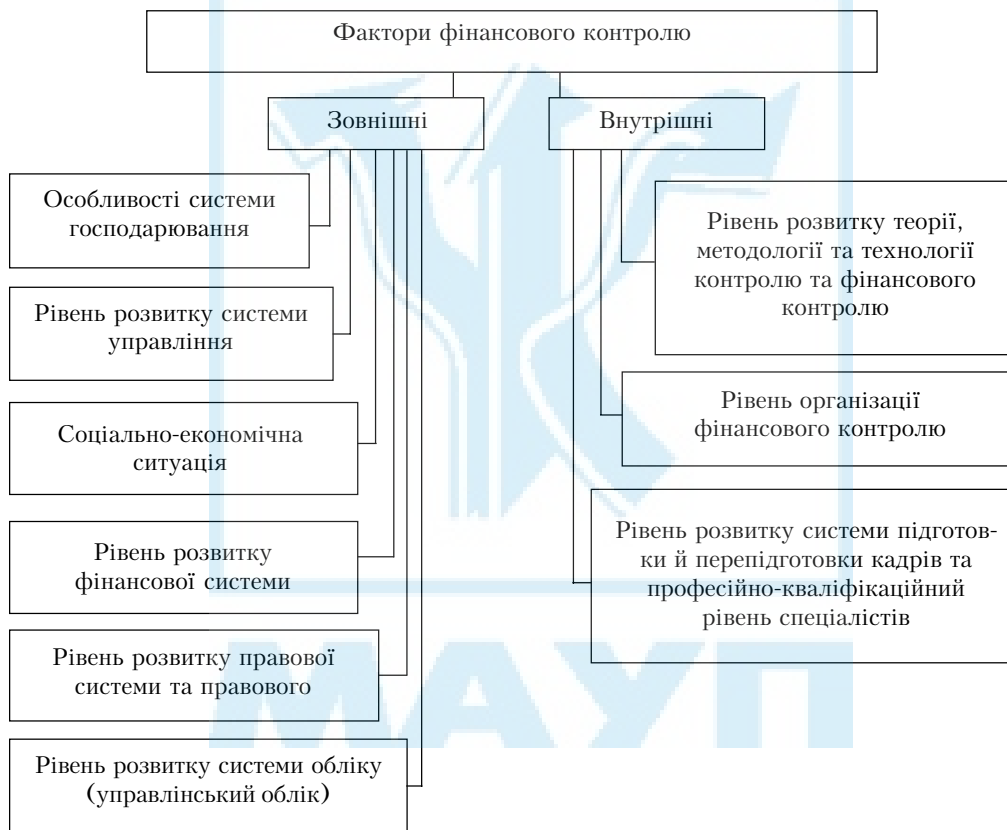 Фактори фінансового контролю
Зовнішні
Внутрішні
Особливості системи
господарювання
Рівень розвитку системи
управління
Соціально-економічна
ситуація
Рівень розвитку
фінансової системи
Рівень розвитку правової
системи та правового
Рівень розвитку системи обліку
(управлінський облік)
Рівень розвитку теорії,
методології та технології
контролю та фінансового
контролю
Рівень організації
фінансового контролю
Рівень розвитку системи підготов-
ки й перепідготовки кадрів та
професійно-кваліфікаційний
рівень спеціалістів
МАУП